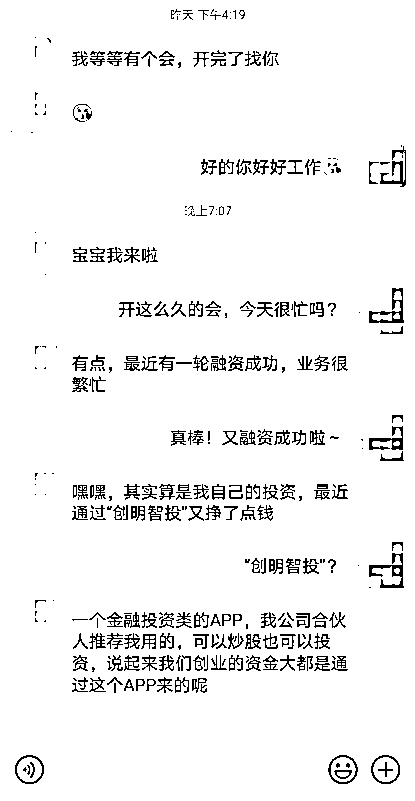 昨天 下午4:19
我等等有个会，开完了找你
好的你好好工作
晚上7:07
宝宝我来啦
开这么久的会，今天很忙吗？
有点，最近有一轮融资成功，业务很
繁忙
真棒！又融资成功啦～
嘿嘿，其实算是我自己的投资，最近
通过“创明智投”又挣了点钱
“创明智投”？
一个金融投资类的APP，我公司合伙
人推荐我用的，可以炒股也可以投
资，说起来我们创业的资金大都是通
过这个APP来的呢